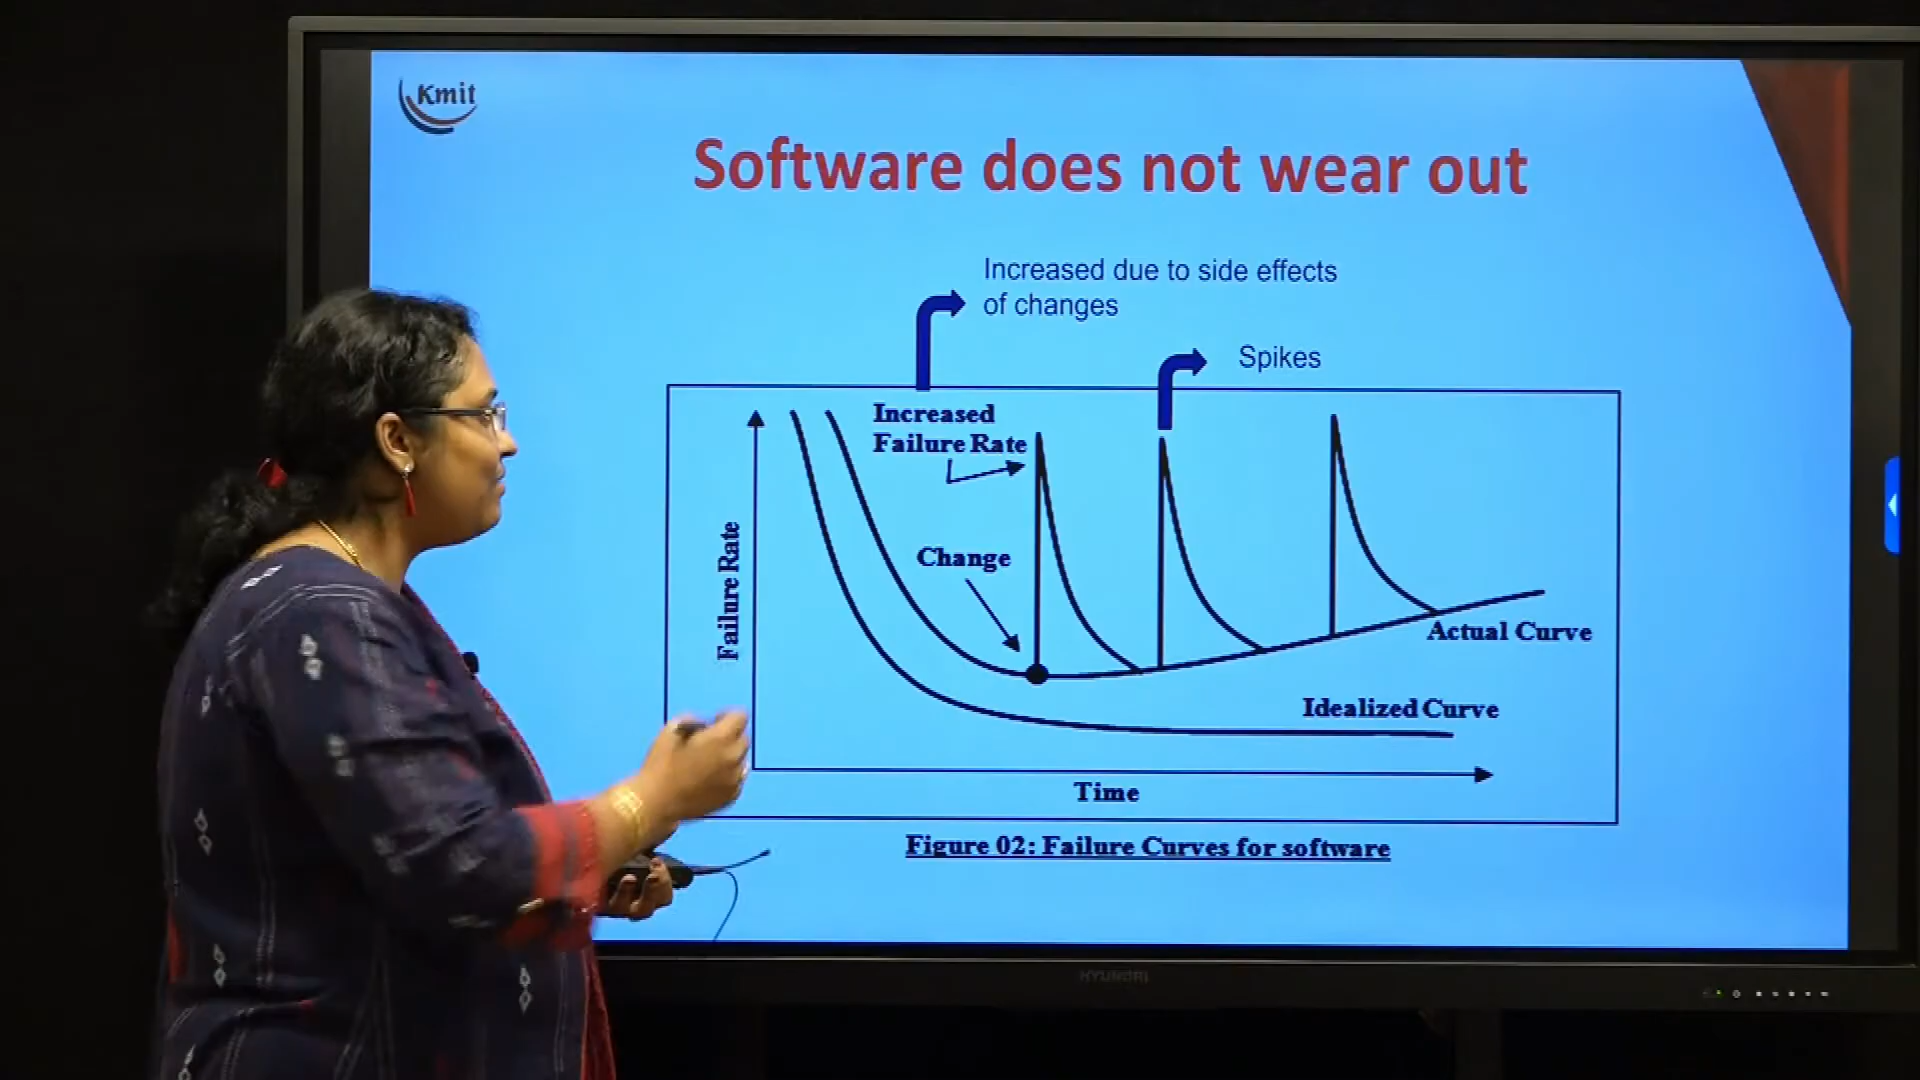 Kmit
Software does not wear out
Increased due to side effects
of changes
Spikes
Increased
Failure Rate
Change
Failure Rate
Actual Curve
Idealized Curve
Time
Figure 02: Failure Curves for software
HYUNDAI